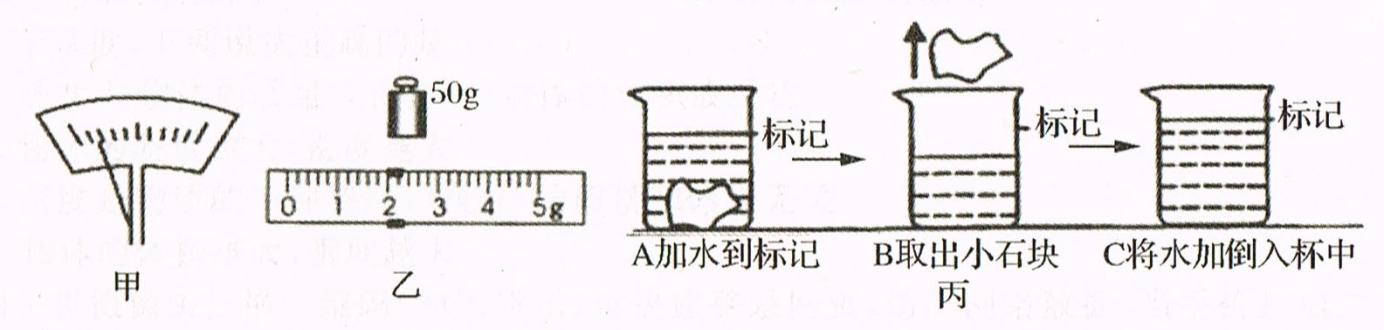 50g
标记
标记
标记
0 1 2 3 4 5g
A加水到标记
B取出小石块
C将水加倒入杯中
甲
乙
丙